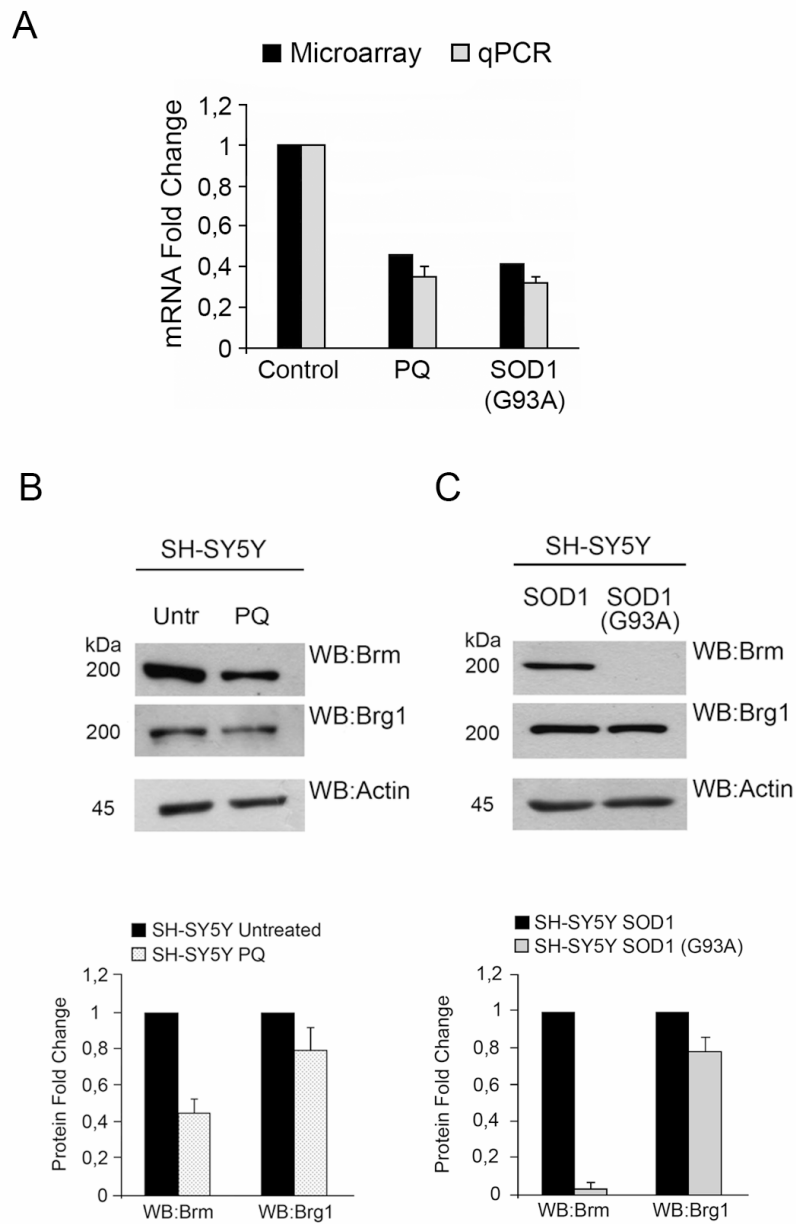 A
Microarray qPCR
mRNA Fold Change
1,2
1
0,8
0,6
0,4
0,2
0
Control PQ SOD1
(G93A)
B
SH-SY5Y
Untr PQ
kDa
200
WB:Brm
200
WB:Brg1
45
WB:Actin
SH-SY5Y Untreated
SH-SY5Y PQ
Protein Fold Change
1,2
1
0,8
0,6
0,4
0,2
0
WB:Brm WB:Brg1
C
SH-SY5Y
SOD1 SOD1
(G93A)
kDa
200
WB:Brm
200
WB:Brg1
45
WB:Actin
SH-SY5Y SOD1
SH-SY5Y SOD1 (G93A)
Protein Fold Change
1,2
1
0,8
0,6
0,4
0,2
0
WB:Brm WB:Brg1